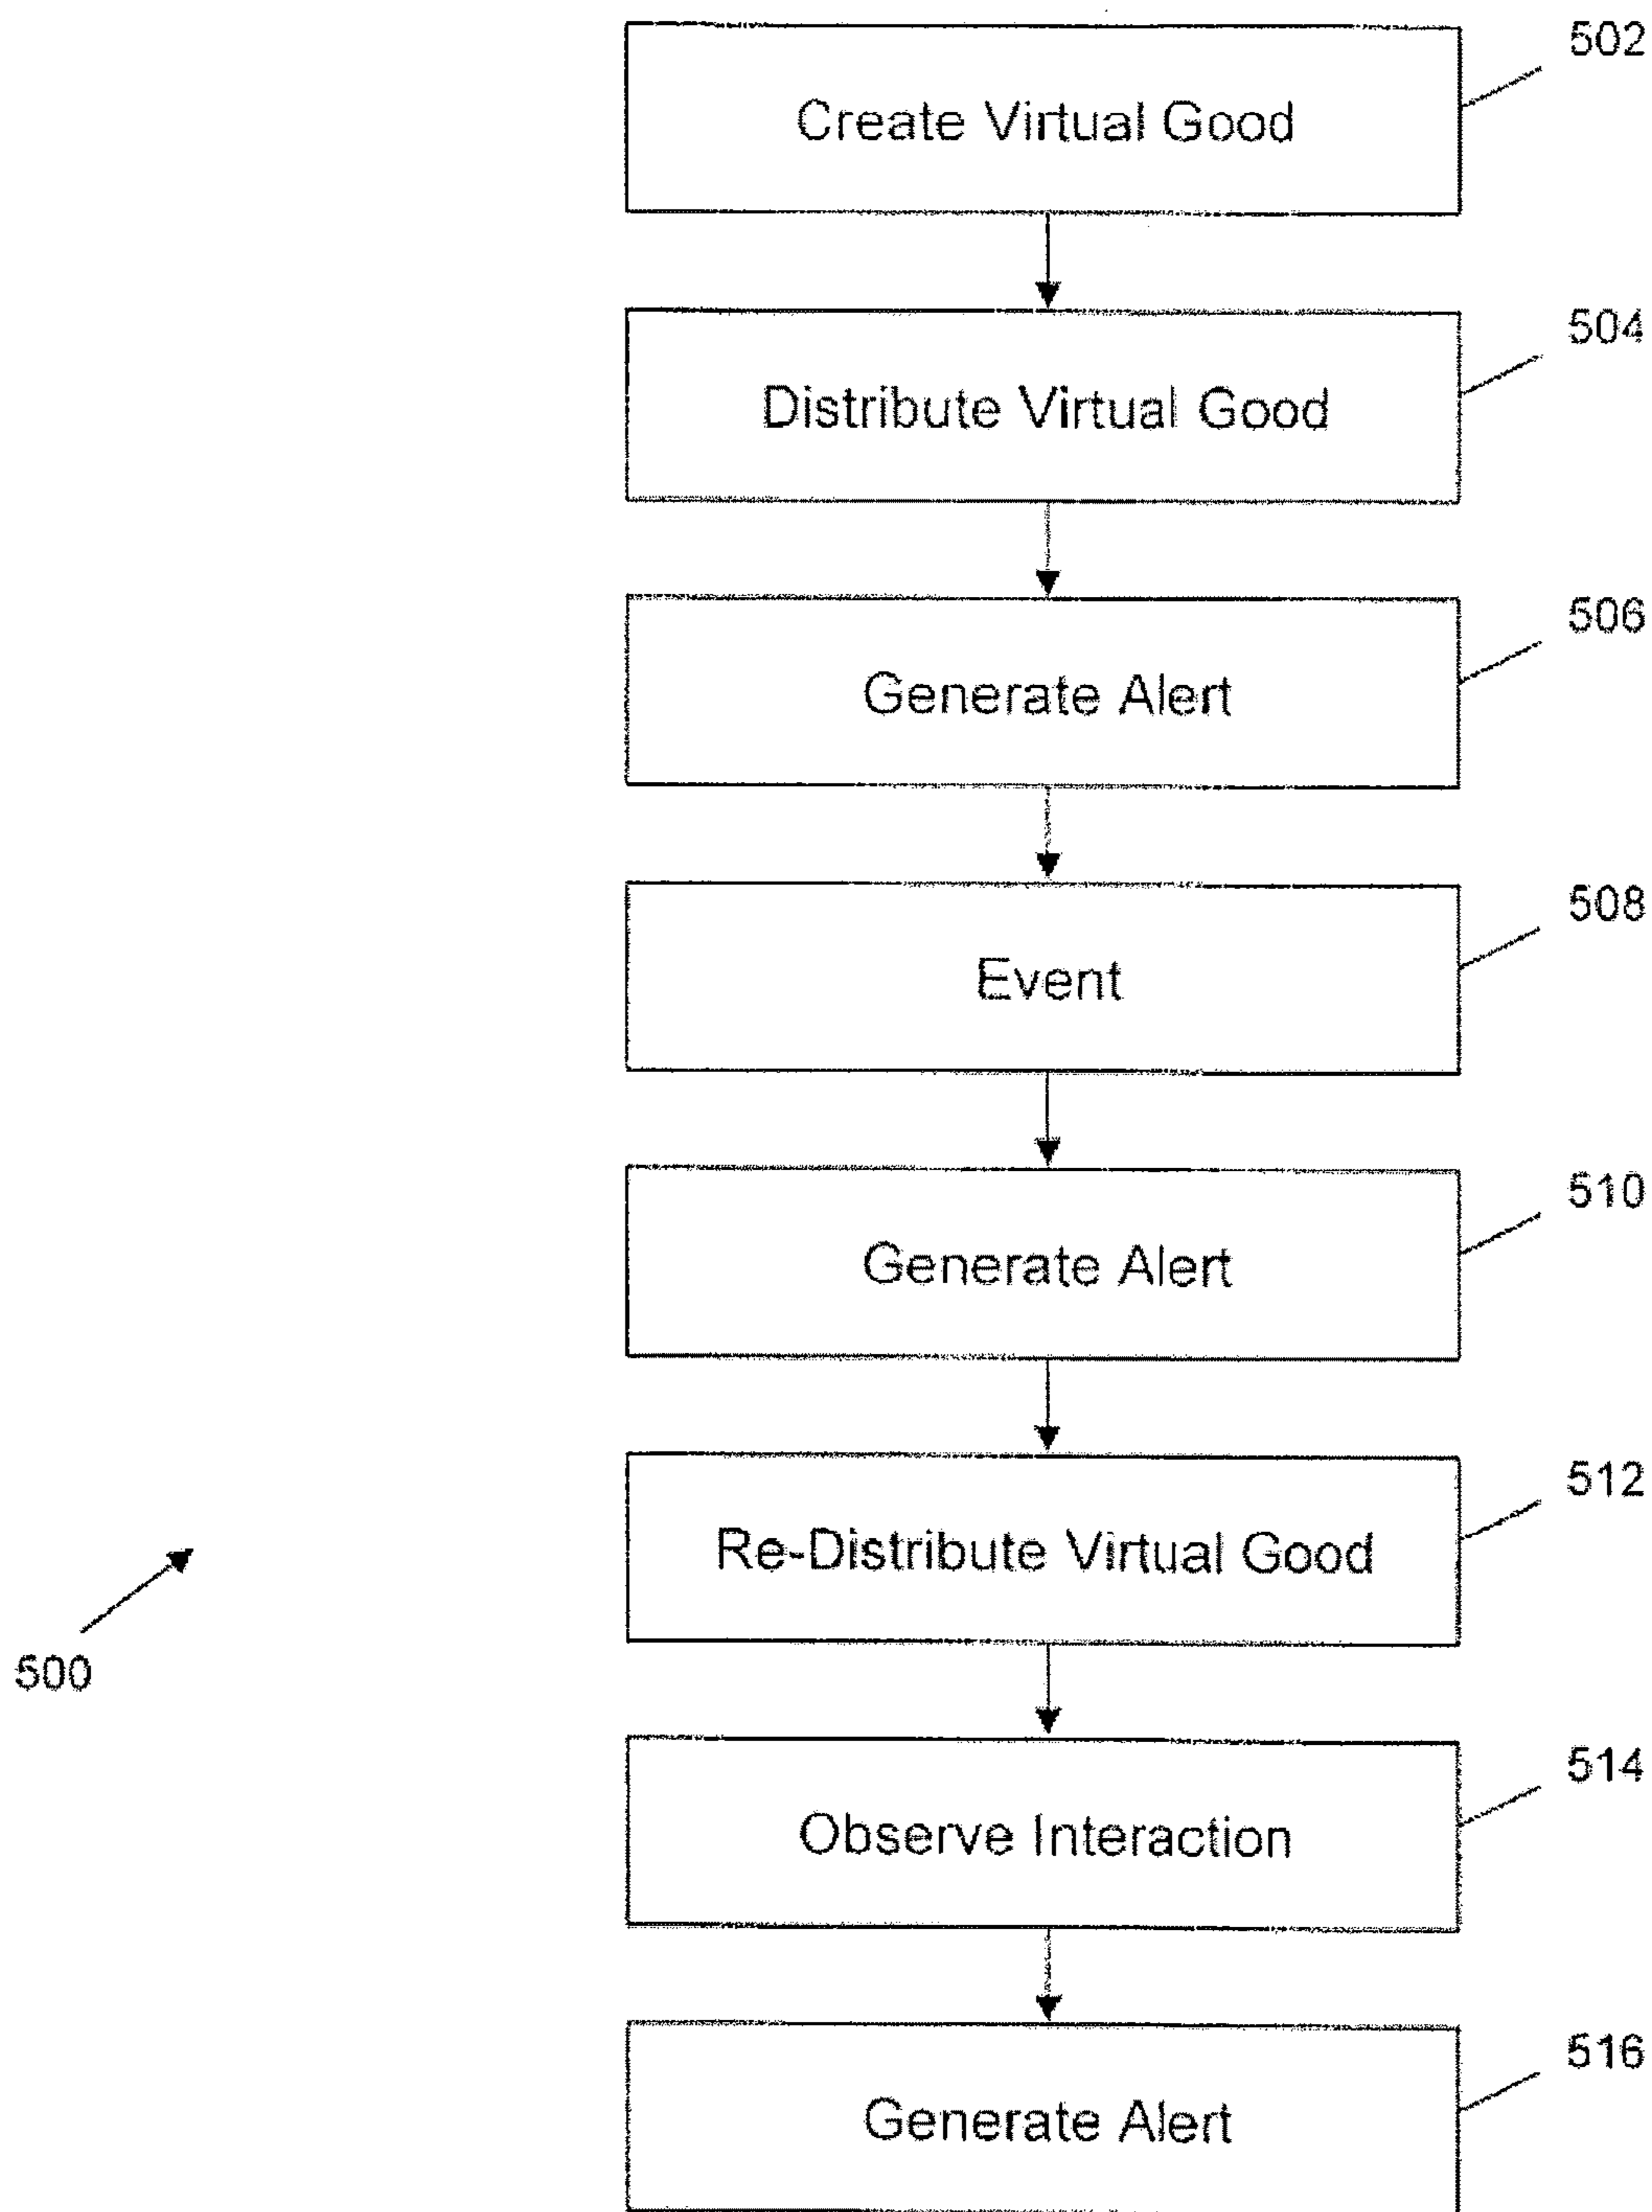 502
Create Virtual Good
504
Distribute Virtual Good
506
Generate Alert
508
Event
510
Generate Alert
512
Re-Distribute Virtual Good
500
514
Observe Interaction
516
Generate Alert